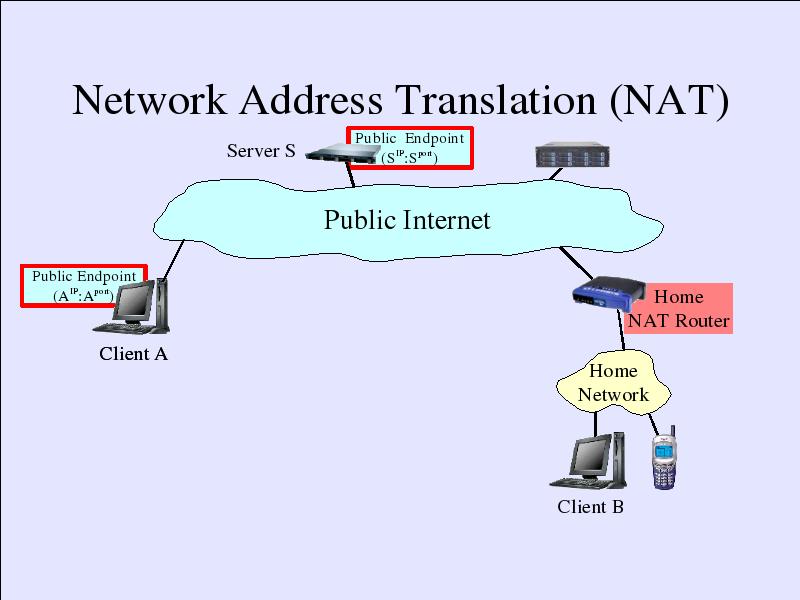 Network Address Translation (NAT)
Server S
Public Endpoint
(S^IP:S^port)
Public Internet
Public Endpoint
(A^IP:A^port)
Client A
Home
NAT Router
Home
Network
Client B